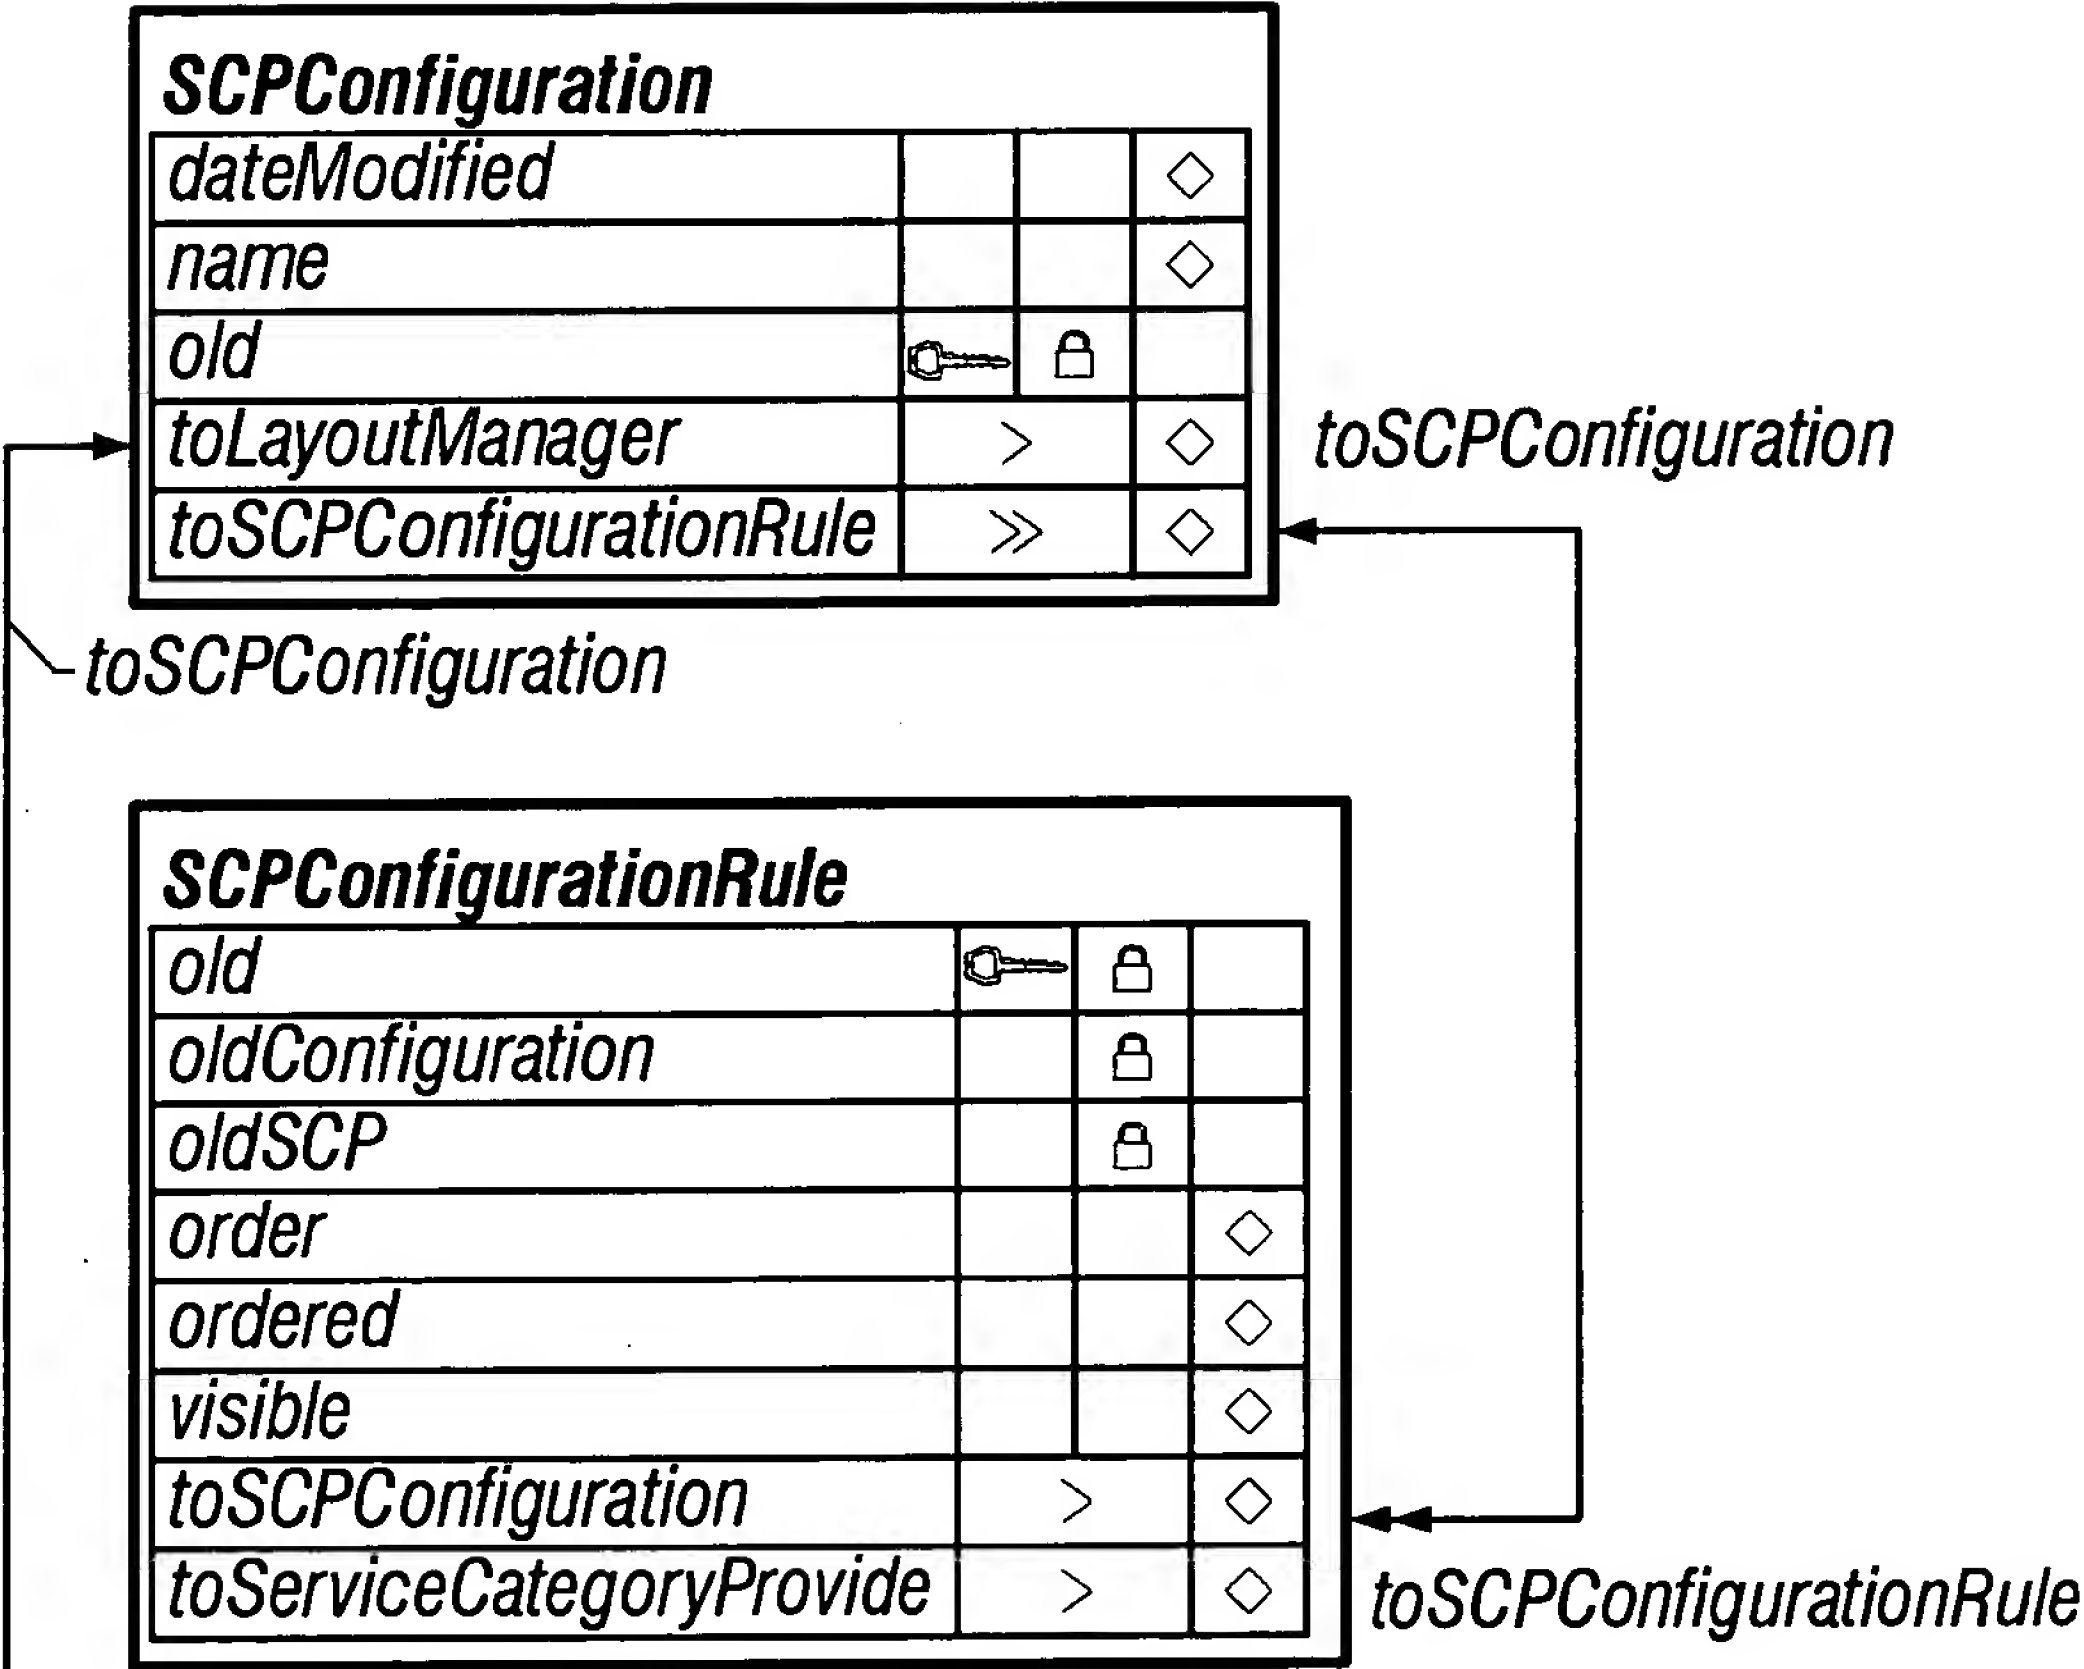 SCPConfiguration
dateModified
name
old
toLayoutManager
toSCPConfigurationRule
toSCPConfiguration
toSCPConfiguration
SCPConfigurationRule
old
oldConfiguration
oldSCP
order
ordered
visible
toSCPConfiguration
toServiceCategoryProvide
toSCPConfigurationRule